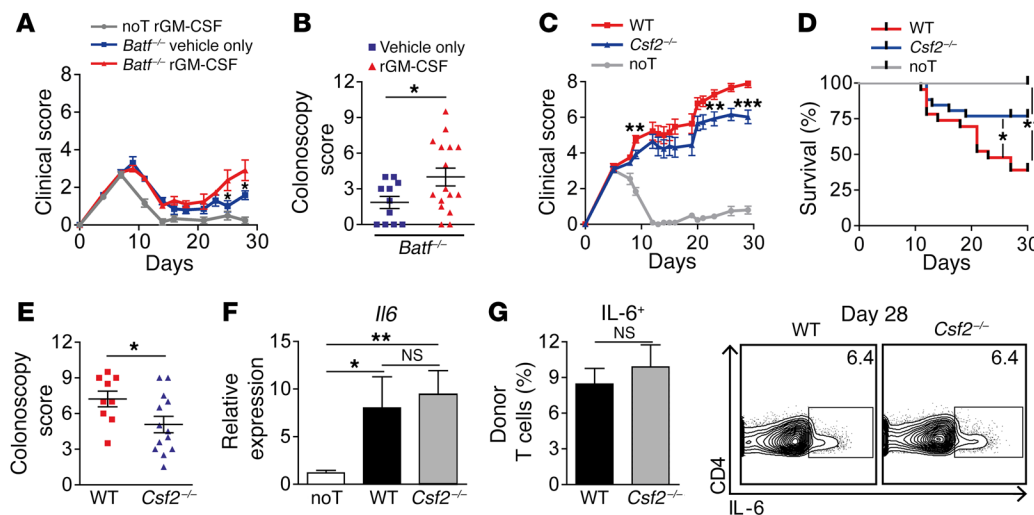 A
noT rGM-CSF
Batf–/– vehicle only
Batf–/– rGM-CSF
Clinical score
8
6
4
2
0
*
*
0 10 20 30
Days
B
Vehicle only
rGM-CSF
Colonoscopy
score
12
9
6
3
0
*
Batf–/–
C
WT
Csf2–/–
noT
Clinical score
8
6
4
2
0
**
**
***
0 10 20 30
Days
D
WT
Csf2–/–
noT
Survival (%)
100
75
50
25
0
*
0 10 20 30
Days
E
Colonoscopy
score
12
9
6
3
0
*
WT Csf2–/–
F
Il6
Relative
expression
15
10
5
0
**
*
NS
noT WT Csf2–/–
G
IL-6+
Donor
T cells (%)
12
9
6
3
0
NS
WT Csf2–/–
Day 28
WT Csf2–/–
6.4 6.4
CD4
IL-6